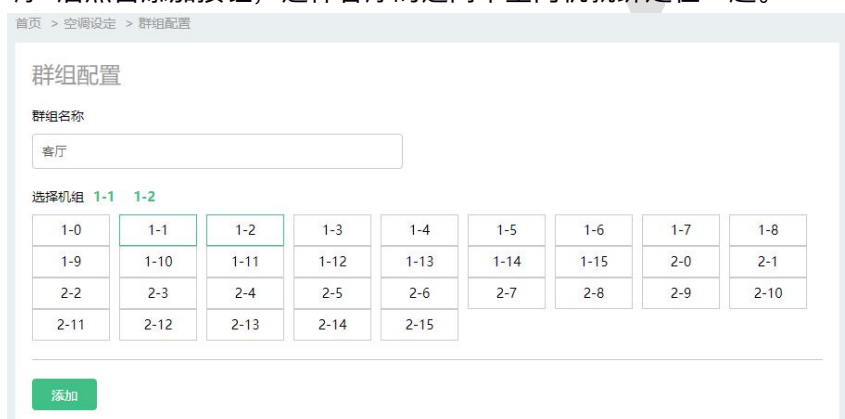 首页 > 空调设定 > 群组配置
群组配置
群组名称
客厅
选择机组 1-1 1-2
1-0 1-1 1-2 1-3 1-4 1-5 1-6 1-7 1-8
1-9 1-10 1-11 1-12 1-13 1-14 1-15 2-0 2-1
2-2 2-3 2-4 2-5 2-6 2-7 2-8 2-9 2-10
2-11 2-12 2-13 2-14 2-15
添加